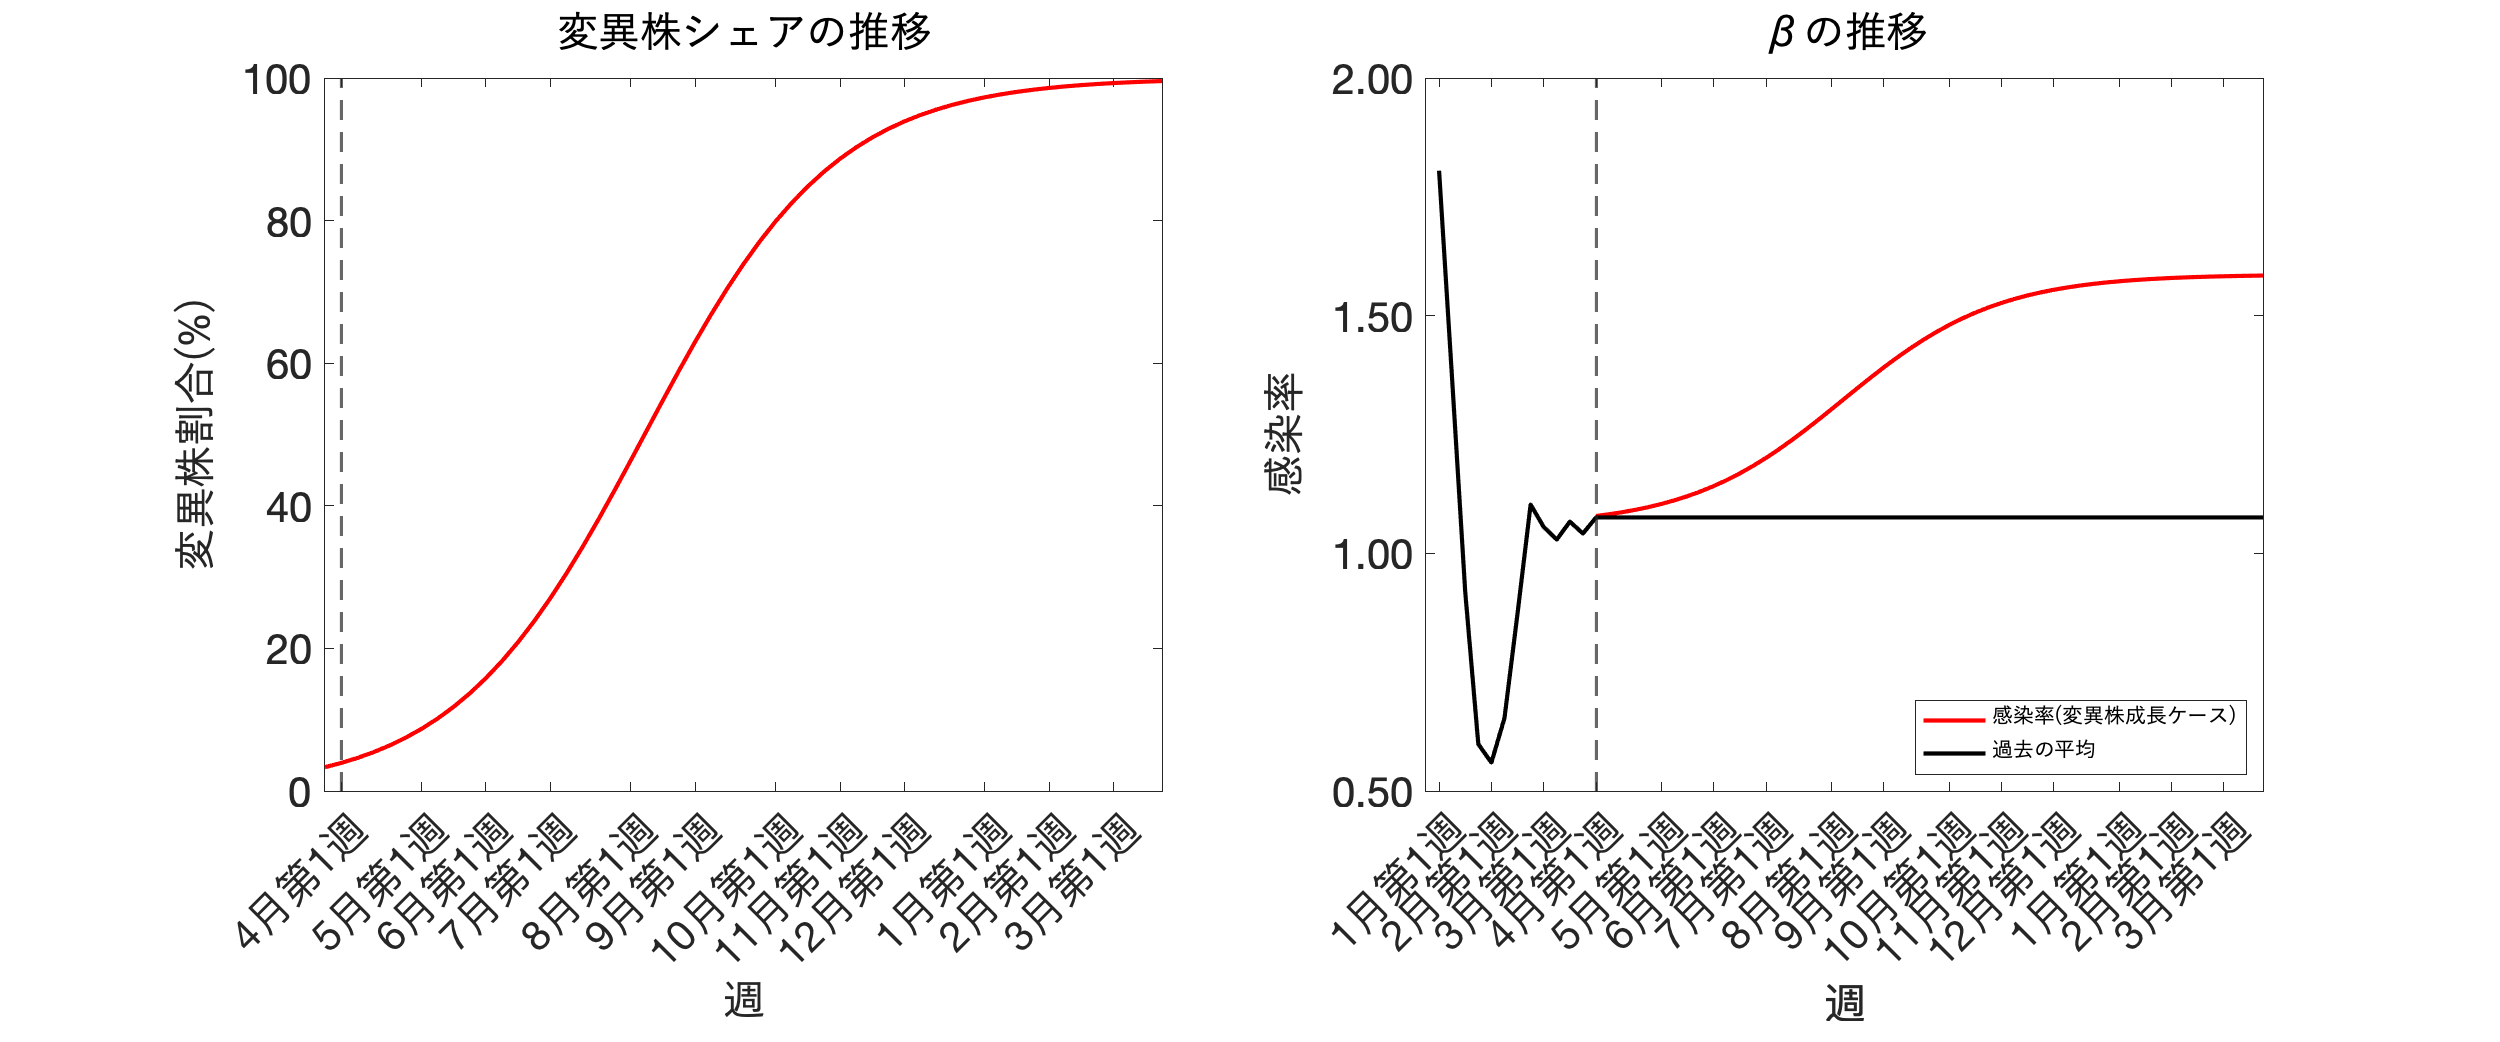 変異株シェアの推移
変異株割合(%)
100
80
60
40
20
0
4月第1週
5月第1週
6月第1週
7月第1週
8月第1週
9月第1週
10月第1週
11月第1週
12月第1週
1月第1週
2月第1週
3月第1週
週
βの推移
感染率
2.00
1.50
1.00
0.50
感染率(変異株成長ケース)
過去の平均
1月第1週
2月第1週
3月第1週
4月第1週
5月第1週
6月第1週
7月第1週
8月第1週
9月第1週
10月第1週
11月第1週
12月第1週
1月第1週
2月第1週
3月第1週
週